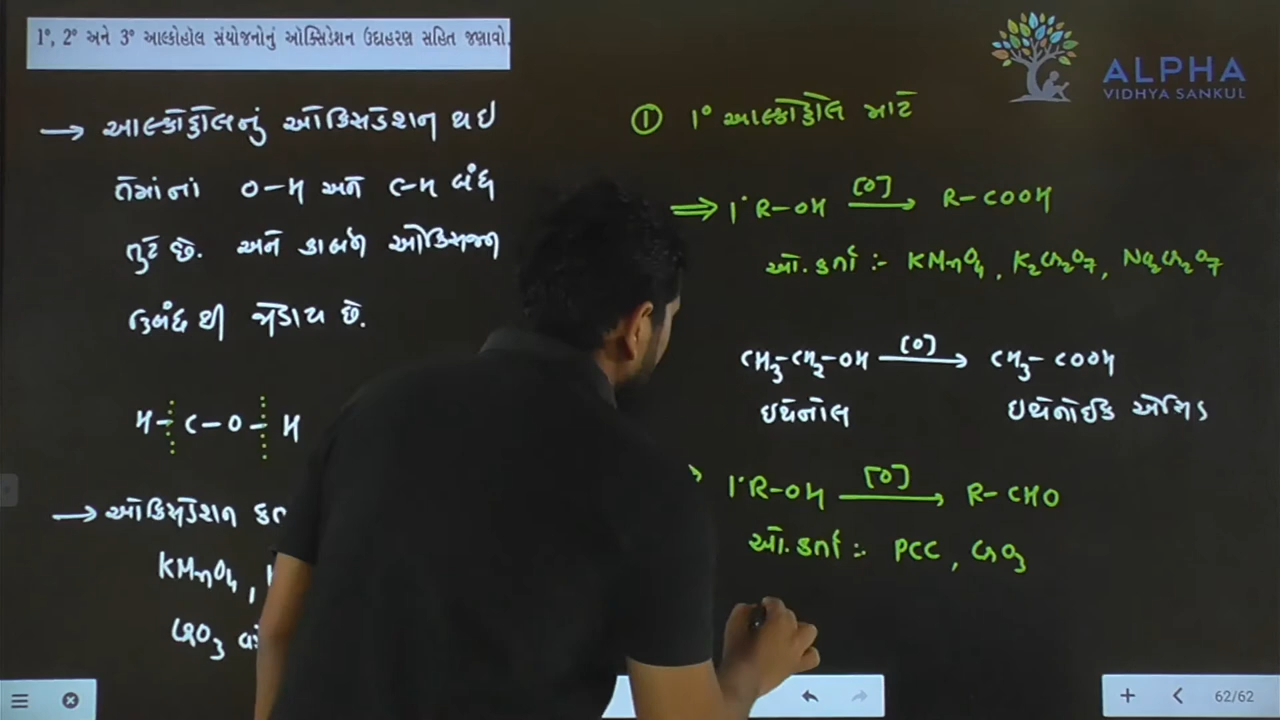 1°, 2° અને 3° આલ્કોહૉલ સંયોજનોનું ઑક્સિડેશન ઉદાહરણ સહિત જણાવો.
ALPHA
VIDHYA SANKUL
→ આલ્કોહોલનું ઓક્સિડેશન થઇ
તેમાંનાં O-H અને C-H બંધ
તુટે છે. અને કાર્બન ઓક્સિજન
દ્વિબંધ થી જોડાય છે.
H-C-O-H
→ ઓક્સિડેશન
KMnO4,
CrO3
① 1° આલ્કોહોલ માટે
⇒ 1° R-OH [O]→ R-COOH
ઓ.કર્તા :- KMnO4, K2Cr2O7, Na2Cr2O7
CH3-CH2-OH [O]→ CH3-COOH
ઇથેનોલ ઇથેનોઇક એસિડ
1° R-OH [O]→ R-CHO
ઓ.કર્તા :- PCC, CrO3
62/62